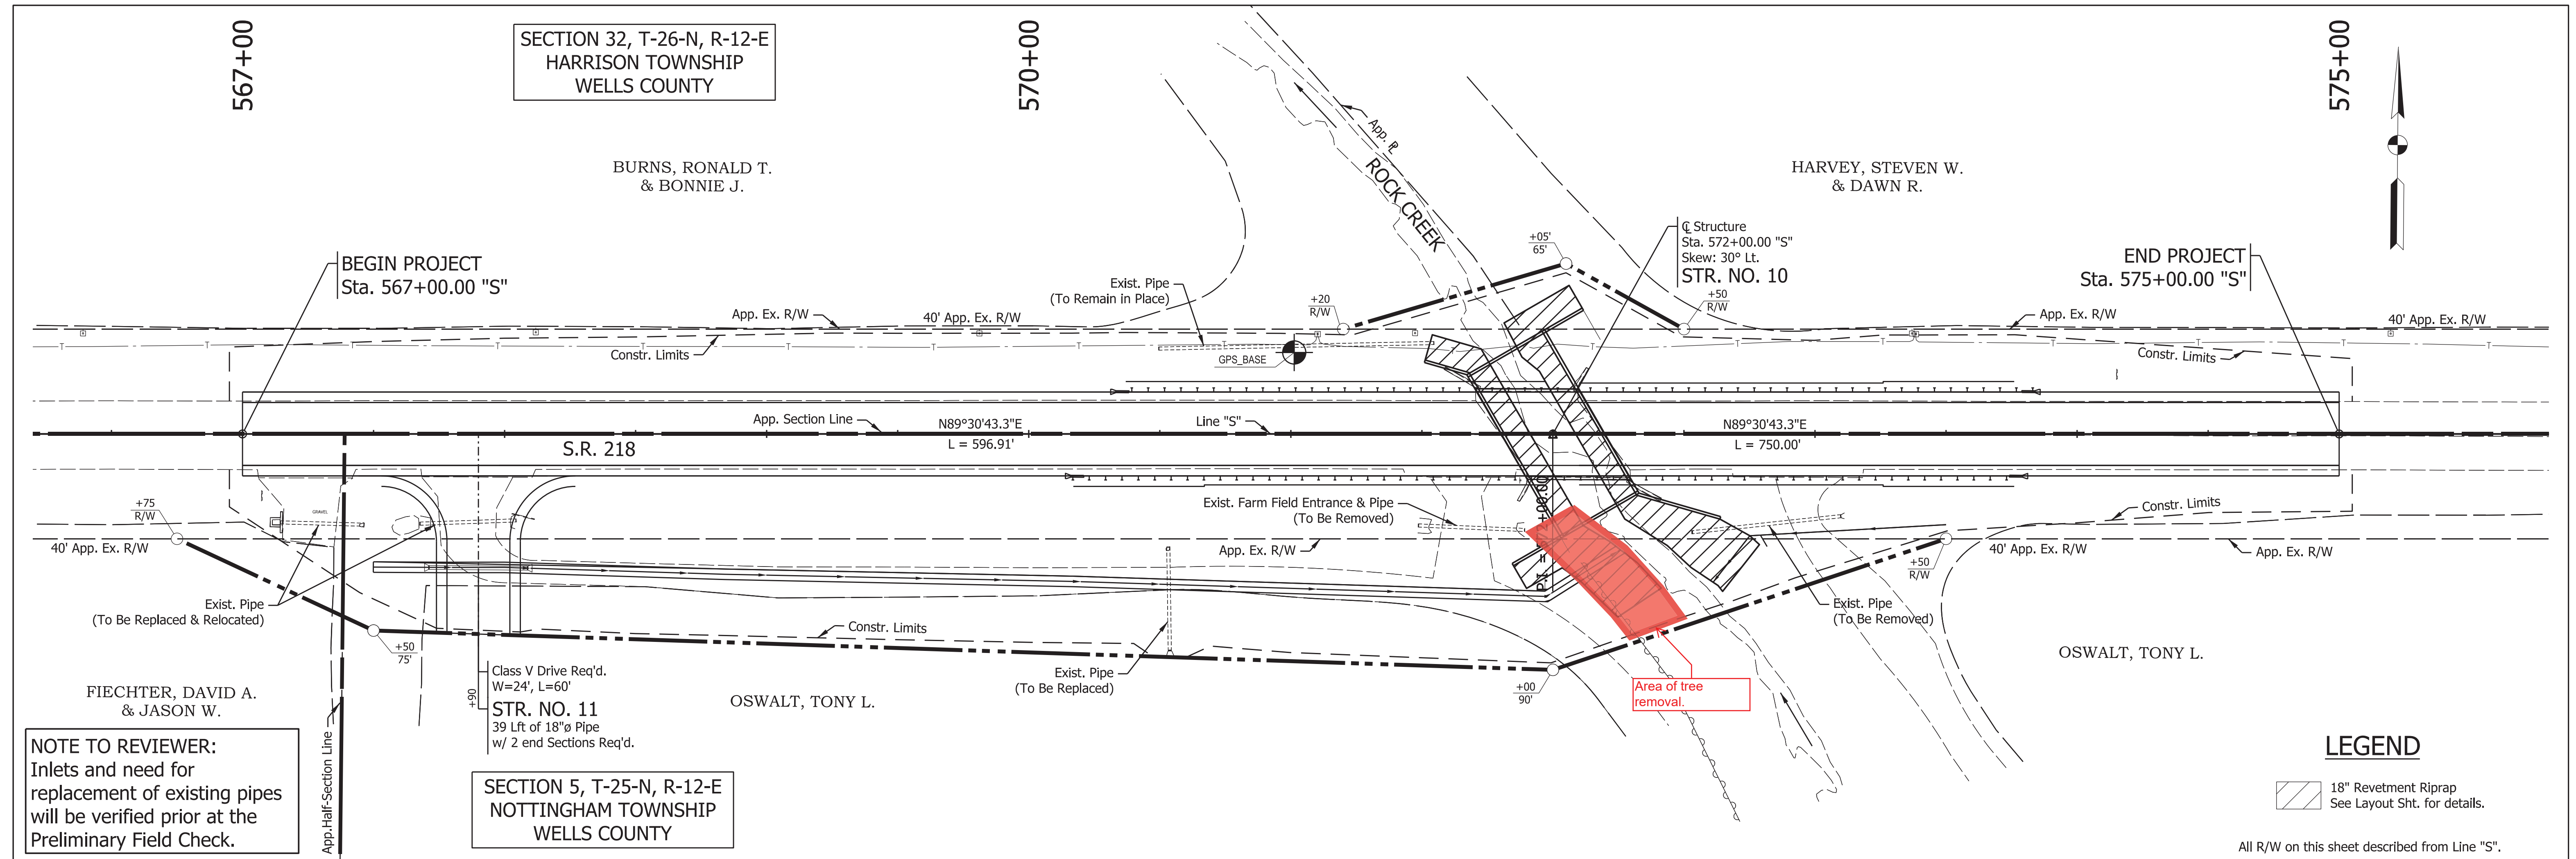 567+00
SECTION 32, T-26-N, R-12-E
HARRISON TOWNSHIP
WELLS COUNTY
570+00
575+00
BURNS, RONALD T.
& BONNIE J.
App. ⅊
ROCK CREEK
HARVEY, STEVEN W.
& DAWN R.
BEGIN PROJECT
Sta. 567+00.00 "S"
℄ Structure
Sta. 572+00.00 "S"
Skew: 30° Lt.
STR. NO. 10
END PROJECT
Sta. 575+00.00 "S"
+05'
65'
Exist. Pipe
(To Remain in Place)
+20
R/W
+50
R/W
App. Ex. R/W
40' App. Ex. R/W
App. Ex. R/W
40' App. Ex. R/W
Constr. Limits
GPS_BASE
Constr. Limits
App. Section Line
N89°30'43.3"E
L = 596.91'
Line "S"
N89°30'43.3"E
L = 750.00'
S.R. 218
+75
R/W
GRAVEL
Exist. Farm Field Entrance & Pipe
(To Be Removed)
Constr. Limits
40' App. Ex. R/W
App. Ex. R/W
40' App. Ex. R/W
App. Ex. R/W
+50
R/W
Exist. Pipe
(To Be Replaced & Relocated)
Exist. Pipe
(To Be Removed)
+50
75'
Constr. Limits
Exist. Pipe
(To Be Replaced)
+00
90'
Area of tree
removal.
OSWALT, TONY L.
FIECHTER, DAVID A.
& JASON W.
App.Half-Section Line
+90
Class V Drive Req'd.
W=24', L=60'
STR. NO. 11
39 Lft of 18"ø Pipe
w/ 2 end Sections Req'd.
OSWALT, TONY L.
NOTE TO REVIEWER:
Inlets and need for
replacement of existing pipes
will be verified prior at the
Preliminary Field Check.
SECTION 5, T-25-N, R-12-E
NOTTINGHAM TOWNSHIP
WELLS COUNTY
LEGEND
18" Revetment Riprap
See Layout Sht. for details.
All R/W on this sheet described from Line "S".